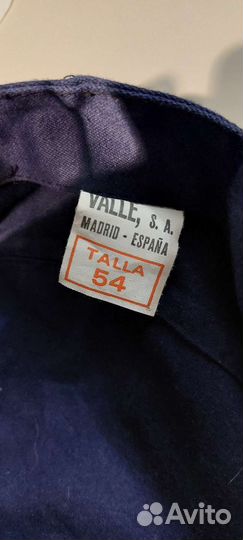 VALLE, S. A.
MADRID - ESPAÑA
TALLA
54
Avito